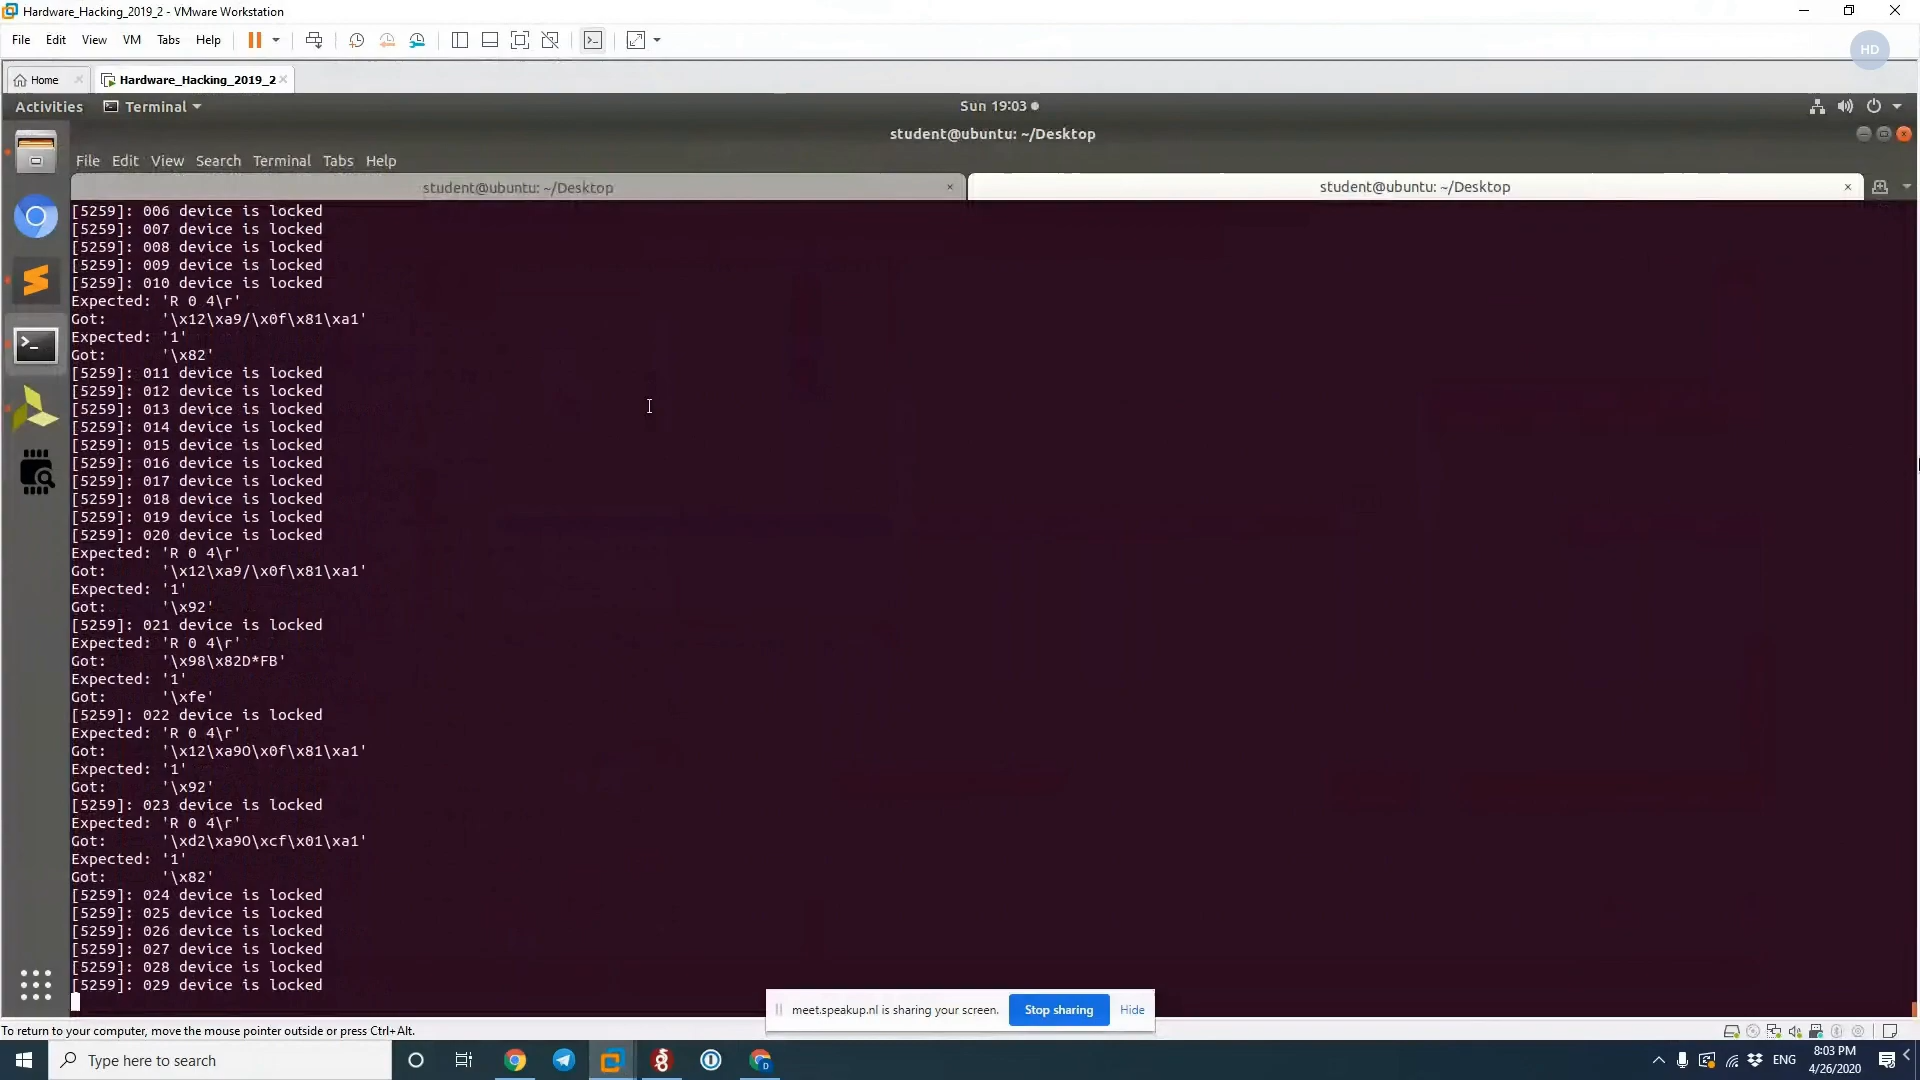 Hardware_Hacking_2019_2 - VMware Workstation
File Edit View VM Tabs Help
HD
Home
Hardware_Hacking_2019_2
Activities Terminal Sun 19:03
student@ubuntu: ~/Desktop
File Edit View Search Terminal Tabs Help
student@ubuntu: ~/Desktop
student@ubuntu: ~/Desktop
[5259]: 006 device is locked
[5259]: 007 device is locked
[5259]: 008 device is locked
[5259]: 009 device is locked
[5259]: 010 device is locked
Expected: 'R 0 4\r'
Got: '\x12\xa9/\x0f\x81\xa1'
Expected: '1'
Got: '\x82'
[5259]: 011 device is locked
[5259]: 012 device is locked
[5259]: 013 device is locked
[5259]: 014 device is locked
[5259]: 015 device is locked
[5259]: 016 device is locked
[5259]: 017 device is locked
[5259]: 018 device is locked
[5259]: 019 device is locked
[5259]: 020 device is locked
Expected: 'R 0 4\r'
Got: '\x12\xa9/\x0f\x81\xa1'
Expected: '1'
Got: '\x92'
[5259]: 021 device is locked
Expected: 'R 0 4\r'
Got: '\x98\x82D*FB'
Expected: '1'
Got: '\xfe'
[5259]: 022 device is locked
Expected: 'R 0 4\r'
Got: '\x12\xa9O\x0f\x81\xa1'
Expected: '1'
Got: '\x92'
[5259]: 023 device is locked
Expected: 'R 0 4\r'
Got: '\xd2\xa9O\xcf\x01\xa1'
Expected: '1'
Got: '\x82'
[5259]: 024 device is locked
[5259]: 025 device is locked
[5259]: 026 device is locked
[5259]: 027 device is locked
[5259]: 028 device is locked
[5259]: 029 device is locked
meet.speakup.nl is sharing your screen. Stop sharing Hide
To return to your computer, move the mouse pointer outside or press Ctrl+Alt.
Type here to search
ENG
8:03 PM
4/26/2020